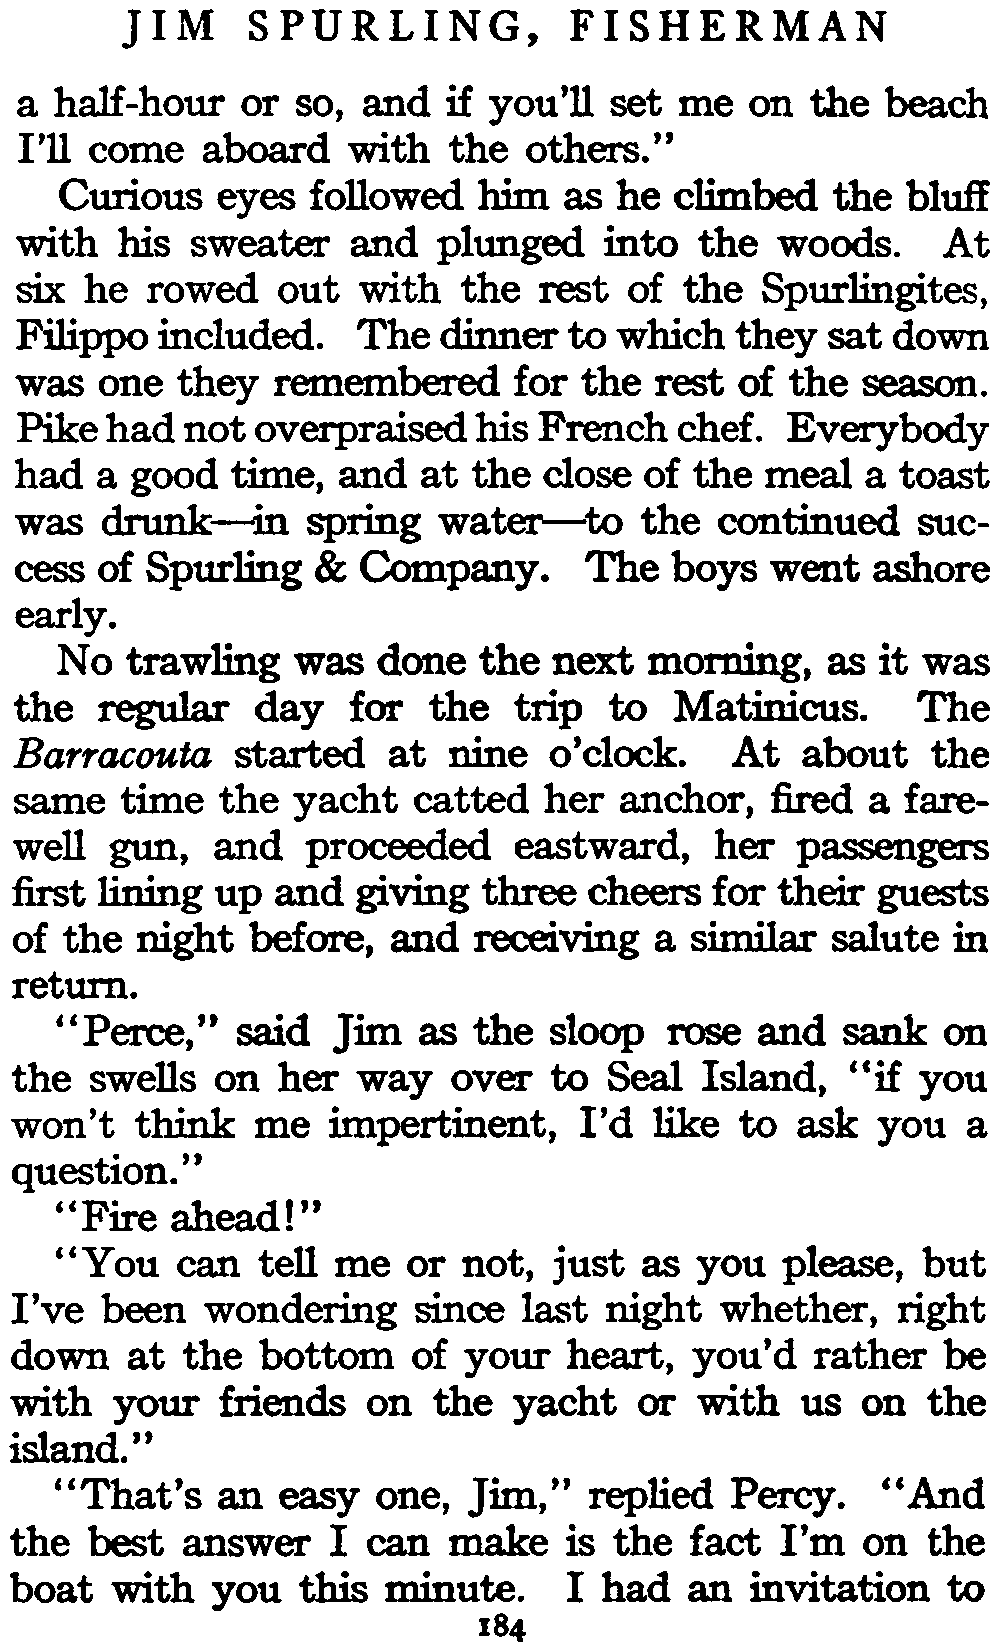 JIM SPURLING, FISHERMAN
a half-hour or so, and if you'll set me on the beach
I'll come aboard with the others."
Curious eyes followed him as he climbed the bluff
with his sweater and plunged into the woods. At
six he rowed out with the rest of the Spurlingites,
Filippo included. The dinner to which they sat down
was one they remembered for the rest of the season.
Pike had not overpraised his French chef. Everybody
had a good time, and at the close of the meal a toast
was drunk—in spring water—to the continued suc-
cess of Spurling & Company. The boys went ashore
early.
No trawling was done the next morning, as it was
the regular day for the trip to Matinicus. The
Barracouta started at nine o'clock. At about the
same time the yacht catted her anchor, fired a fare-
well gun, and proceeded eastward, her passengers
first lining up and giving three cheers for their guests
of the night before, and receiving a similar salute in
return.
"Perce," said Jim as the sloop rose and sank on
the swells on her way over to Seal Island, "if you
won't think me impertinent, I'd like to ask you a
question."
"Fire ahead!"
"You can tell me or not, just as you please, but
I've been wondering since last night whether, right
down at the bottom of your heart, you'd rather be
with your friends on the yacht or with us on the
island."
"That's an easy one, Jim," replied Percy. "And
the best answer I can make is the fact I'm on the
boat with you this minute. I had an invitation to
184